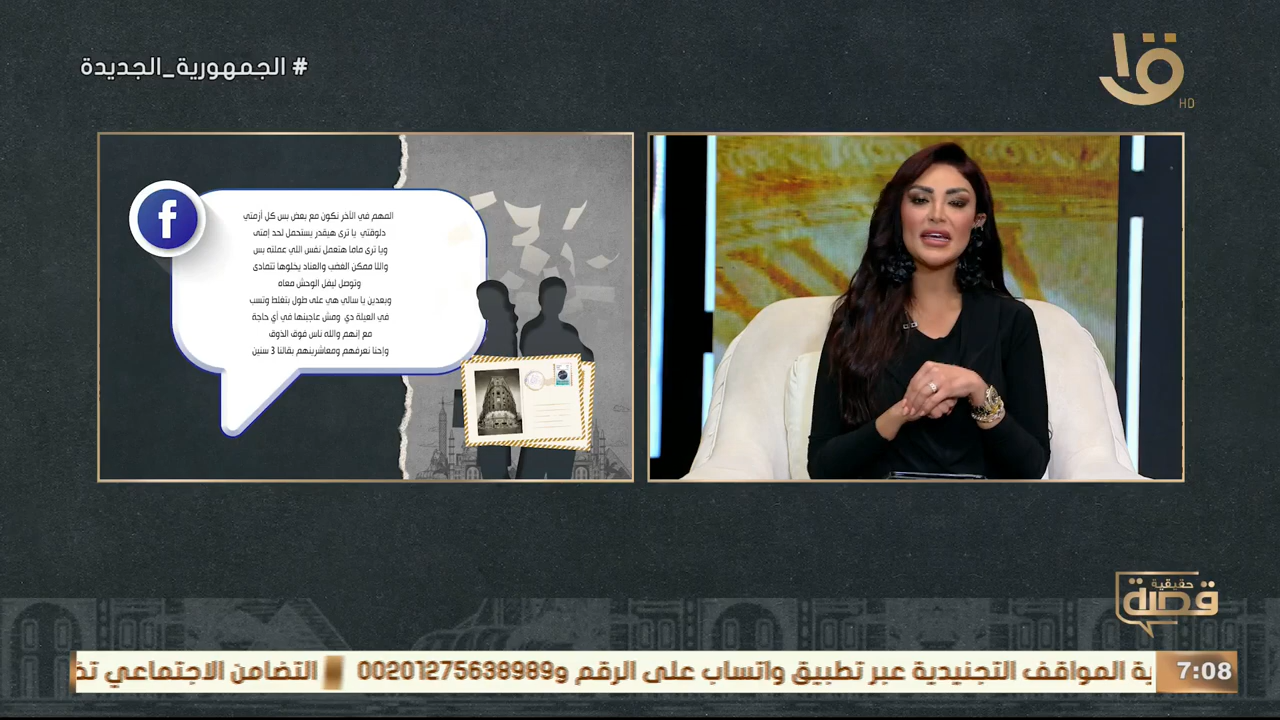 # الجمهورية_الجديدة
قا
HD
f
المهم في الآخر نكون مع بعض بس كل أزمتي
دلوقتي يا ترى هيقدر يستحمل لحد إمتى
ويا ترى ماما هتعمل نفس اللي عملته بس
واللا ممكن الغضب والعناد يخلوها تتمادى
وتوصل ليفل الوحش معاه
وبعدين يا سالي هي على طول بتغلط وتسب
في العيلة دي ومش عاجبنها في أي حاجة
مع إنهم والله ناس فوق الذوق
وإحنا نعرفهم ومعاشرينهم بقالنا 3 سنين
قصة
حقيقية
ية المواقف التجنيدية عبر تطبيق واتساب على الرقم و00201275638989
التضامن الاجتماعي
7:08